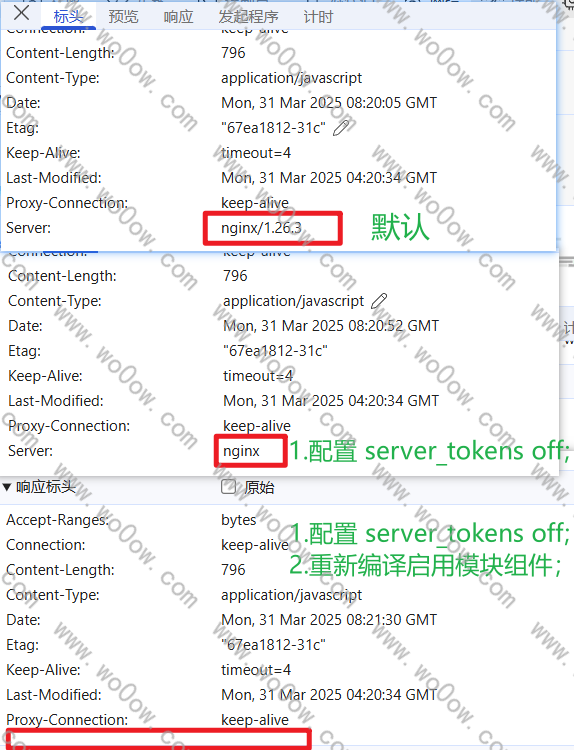 标头 预览 响应 发起程序 计时
Connection: keep-alive
Content-Length: 796
Content-Type: application/javascript
Date: Mon, 31 Mar 2025 08:20:05 GMT
Etag: "67ea1812-31c"
Keep-Alive: timeout=4
Last-Modified: Mon, 31 Mar 2025 04:20:34 GMT
Proxy-Connection: keep-alive
Server: nginx/1.26.3 默认
Connection: keep-alive
Content-Length: 796
Content-Type: application/javascript
Date: Mon, 31 Mar 2025 08:20:52 GMT
Etag: "67ea1812-31c"
Keep-Alive: timeout=4
Last-Modified: Mon, 31 Mar 2025 04:20:34 GMT
Proxy-Connection: keep-alive
Server: nginx 1.配置 server_tokens off;
响应标头 原始
Accept-Ranges: bytes
1.配置 server_tokens off;
Connection: keep-alive
2.重新编译启用模块组件;
Content-Length: 796
Content-Type: application/javascript
Date: Mon, 31 Mar 2025 08:21:30 GMT
Etag: "67ea1812-31c"
Keep-Alive: timeout=4
Last-Modified: Mon, 31 Mar 2025 04:20:34 GMT
Proxy-Connection: keep-alive
www. woOow. com